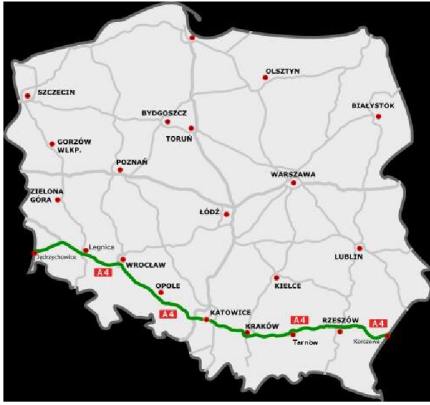 OLSZTYN
SZCZECIN
BIAŁYSTOK
BYDGOSZCZ
TORUŃ
GORZÓW
WLKP.
POZNAŃ
WARSZAWA
ZIELONA
GÓRA
ŁÓDŹ
Legnica
LUBLIN
Jędrzychowice
WROCŁAW
A4
KIELCE
OPOLE
A4
KATOWICE
KRAKÓW
A4
RZESZÓW
A4
Tarnów
Korczowa